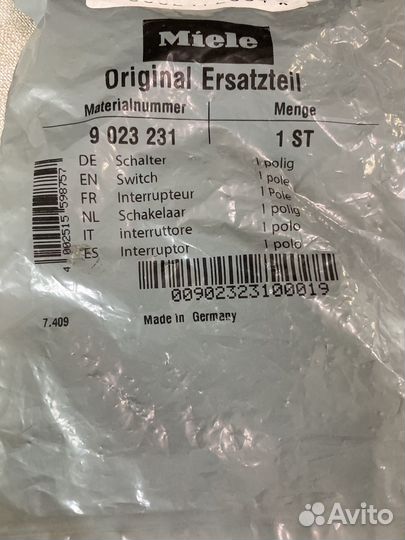 Miele
Original Ersatzteil
Materialnummer Menge
9 023 231 1 ST
DE Schalter 1 polig
EN Switch 1 pole
FR Interrupteur 1 Pole
NL Schakelaar 1 polig
IT interruttore 1 polo
ES Interruptor 1 polo
4 002515 598757
00902323100019
7.409 Made in Germany
Avito